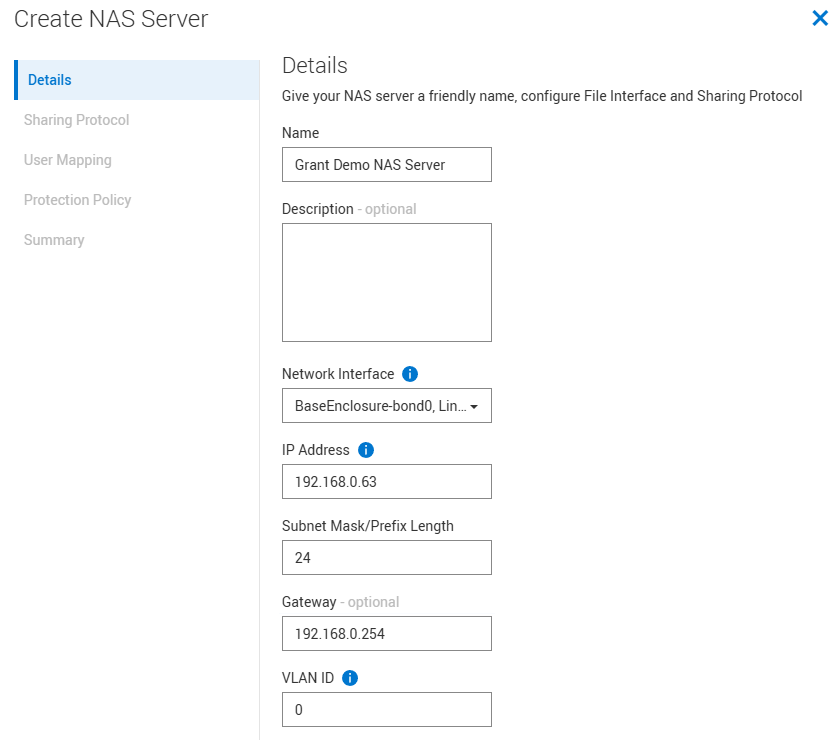 Create NAS Server
Details
Sharing Protocol
User Mapping
Protection Policy
Summary
Details
Give your NAS server a friendly name, configure File Interface and Sharing Protocol
Name
Grant Demo NAS Server
Description - optional
Network Interface
BaseEnclosure-bond0, Lin...
IP Address
192.168.0.63
Subnet Mask/Prefix Length
24
Gateway - optional
192.168.0.254
VLAN ID
0